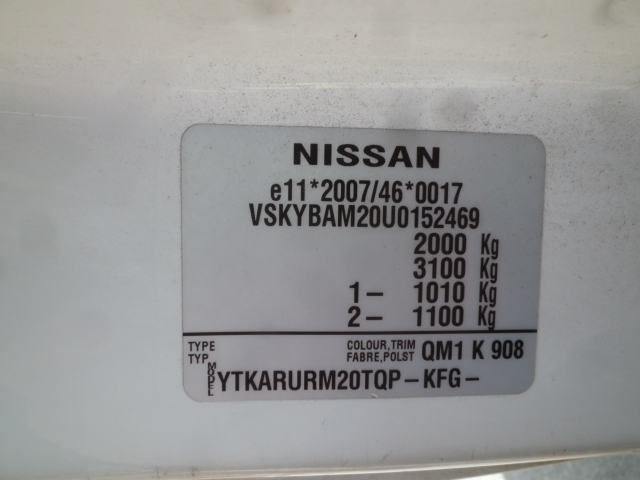 NISSAN
e11*2007/46*0017
VSKYBAM20U0152469
2000 Kg
3100 Kg
1- 1010 Kg
2- 1100 Kg
TYPE COLOUR,TRIM QM1 K 908
TYP FABRE,POLST
MODEL YTKARURM20TQP-KFG-